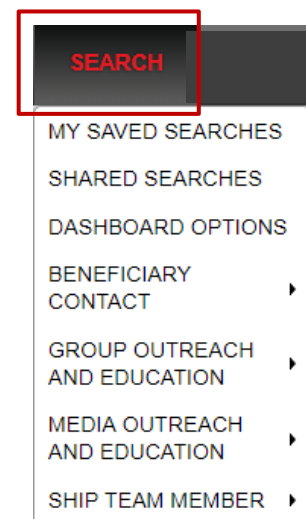 SEARCH
MY SAVED SEARCHES
SHARED SEARCHES
DASHBOARD OPTIONS
BENEFICIARY
CONTACT
GROUP OUTREACH
AND EDUCATION
MEDIA OUTREACH
AND EDUCATION
SHIP TEAM MEMBER